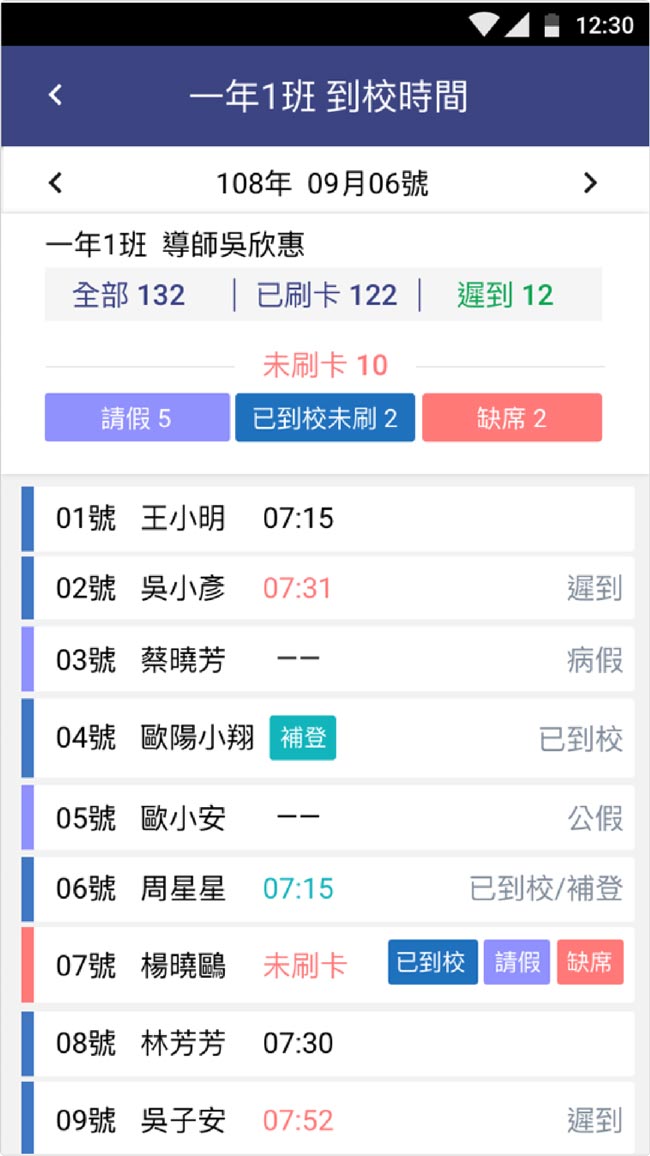 12:30
一年1班 到校時間
108年 09月06號
一年1班 導師吳欣惠
全部 132 已刷卡 122 遲到 12
未刷卡 10
請假 5 已到校未刷 2 缺席 2
01號 王小明 07:15
02號 吳小彥 07:31 遲到
03號 蔡曉芳 −− 病假
04號 歐陽小翔 補登 已到校
05號 歐小安 −− 公假
06號 周星星 07:15 已到校/補登
07號 楊曉鷗 未刷卡 已到校 請假 缺席
08號 林芳芳 07:30
09號 吳子安 07:52 遲到